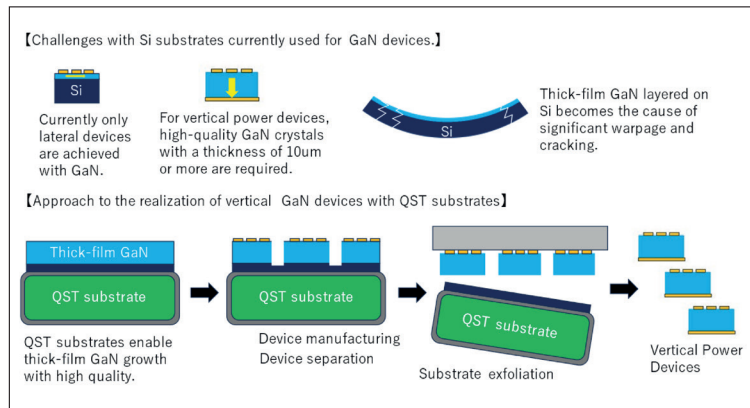 【Challenges with Si substrates currently used for GaN devices.】
Si
Currently only
lateral devices
are achieved
with GaN.
For vertical power devices,
high-quality GaN crystals
with a thickness of 10um
or more are required.
Si
Thick-film GaN layered on
Si becomes the cause of
significant warpage and
cracking.
【Approach to the realization of vertical GaN devices with QST substrates】
Thick-film GaN
QST substrate
QST substrates enable
thick-film GaN growth
with high quality.
QST substrate
Device manufacturing
Device separation
QST substrate
Substrate exfoliation
Vertical Power
Devices